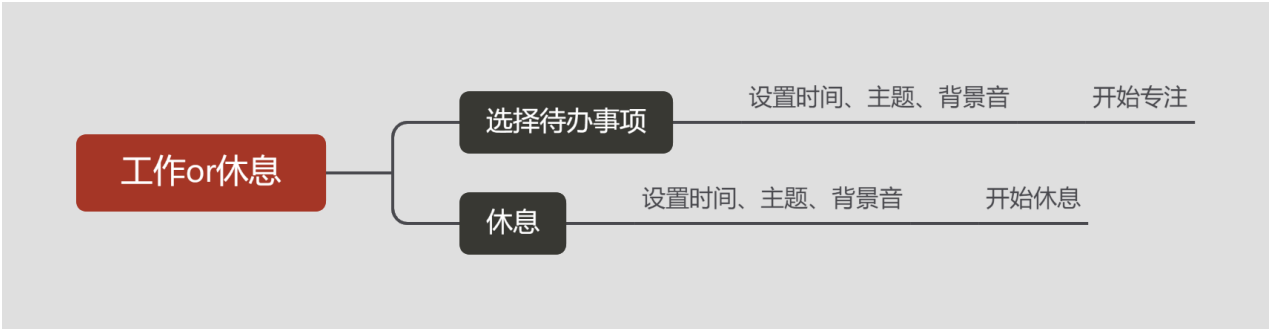 工作or休息
选择待办事项
设置时间、主题、背景音 开始专注
休息
设置时间、主题、背景音 开始休息